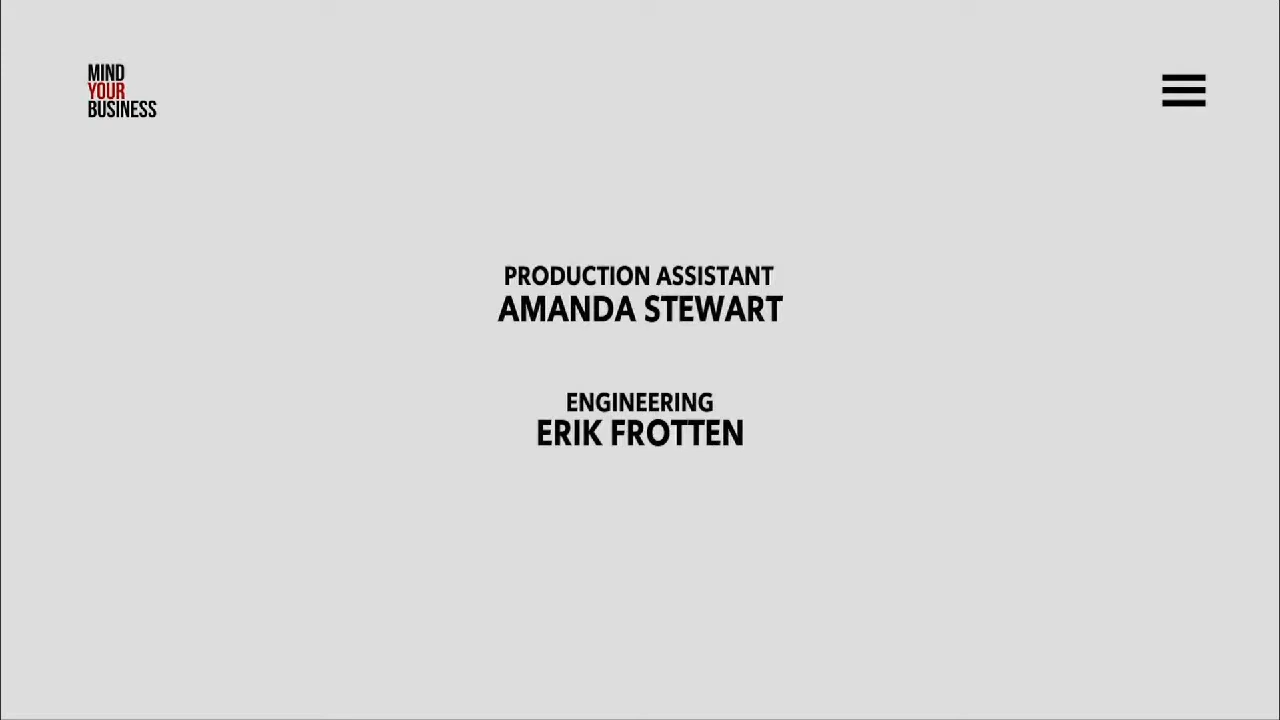 MIND
YOUR
BUSINESS
PRODUCTION ASSISTANT
AMANDA STEWART
ENGINEERING
ERIK FROTTEN